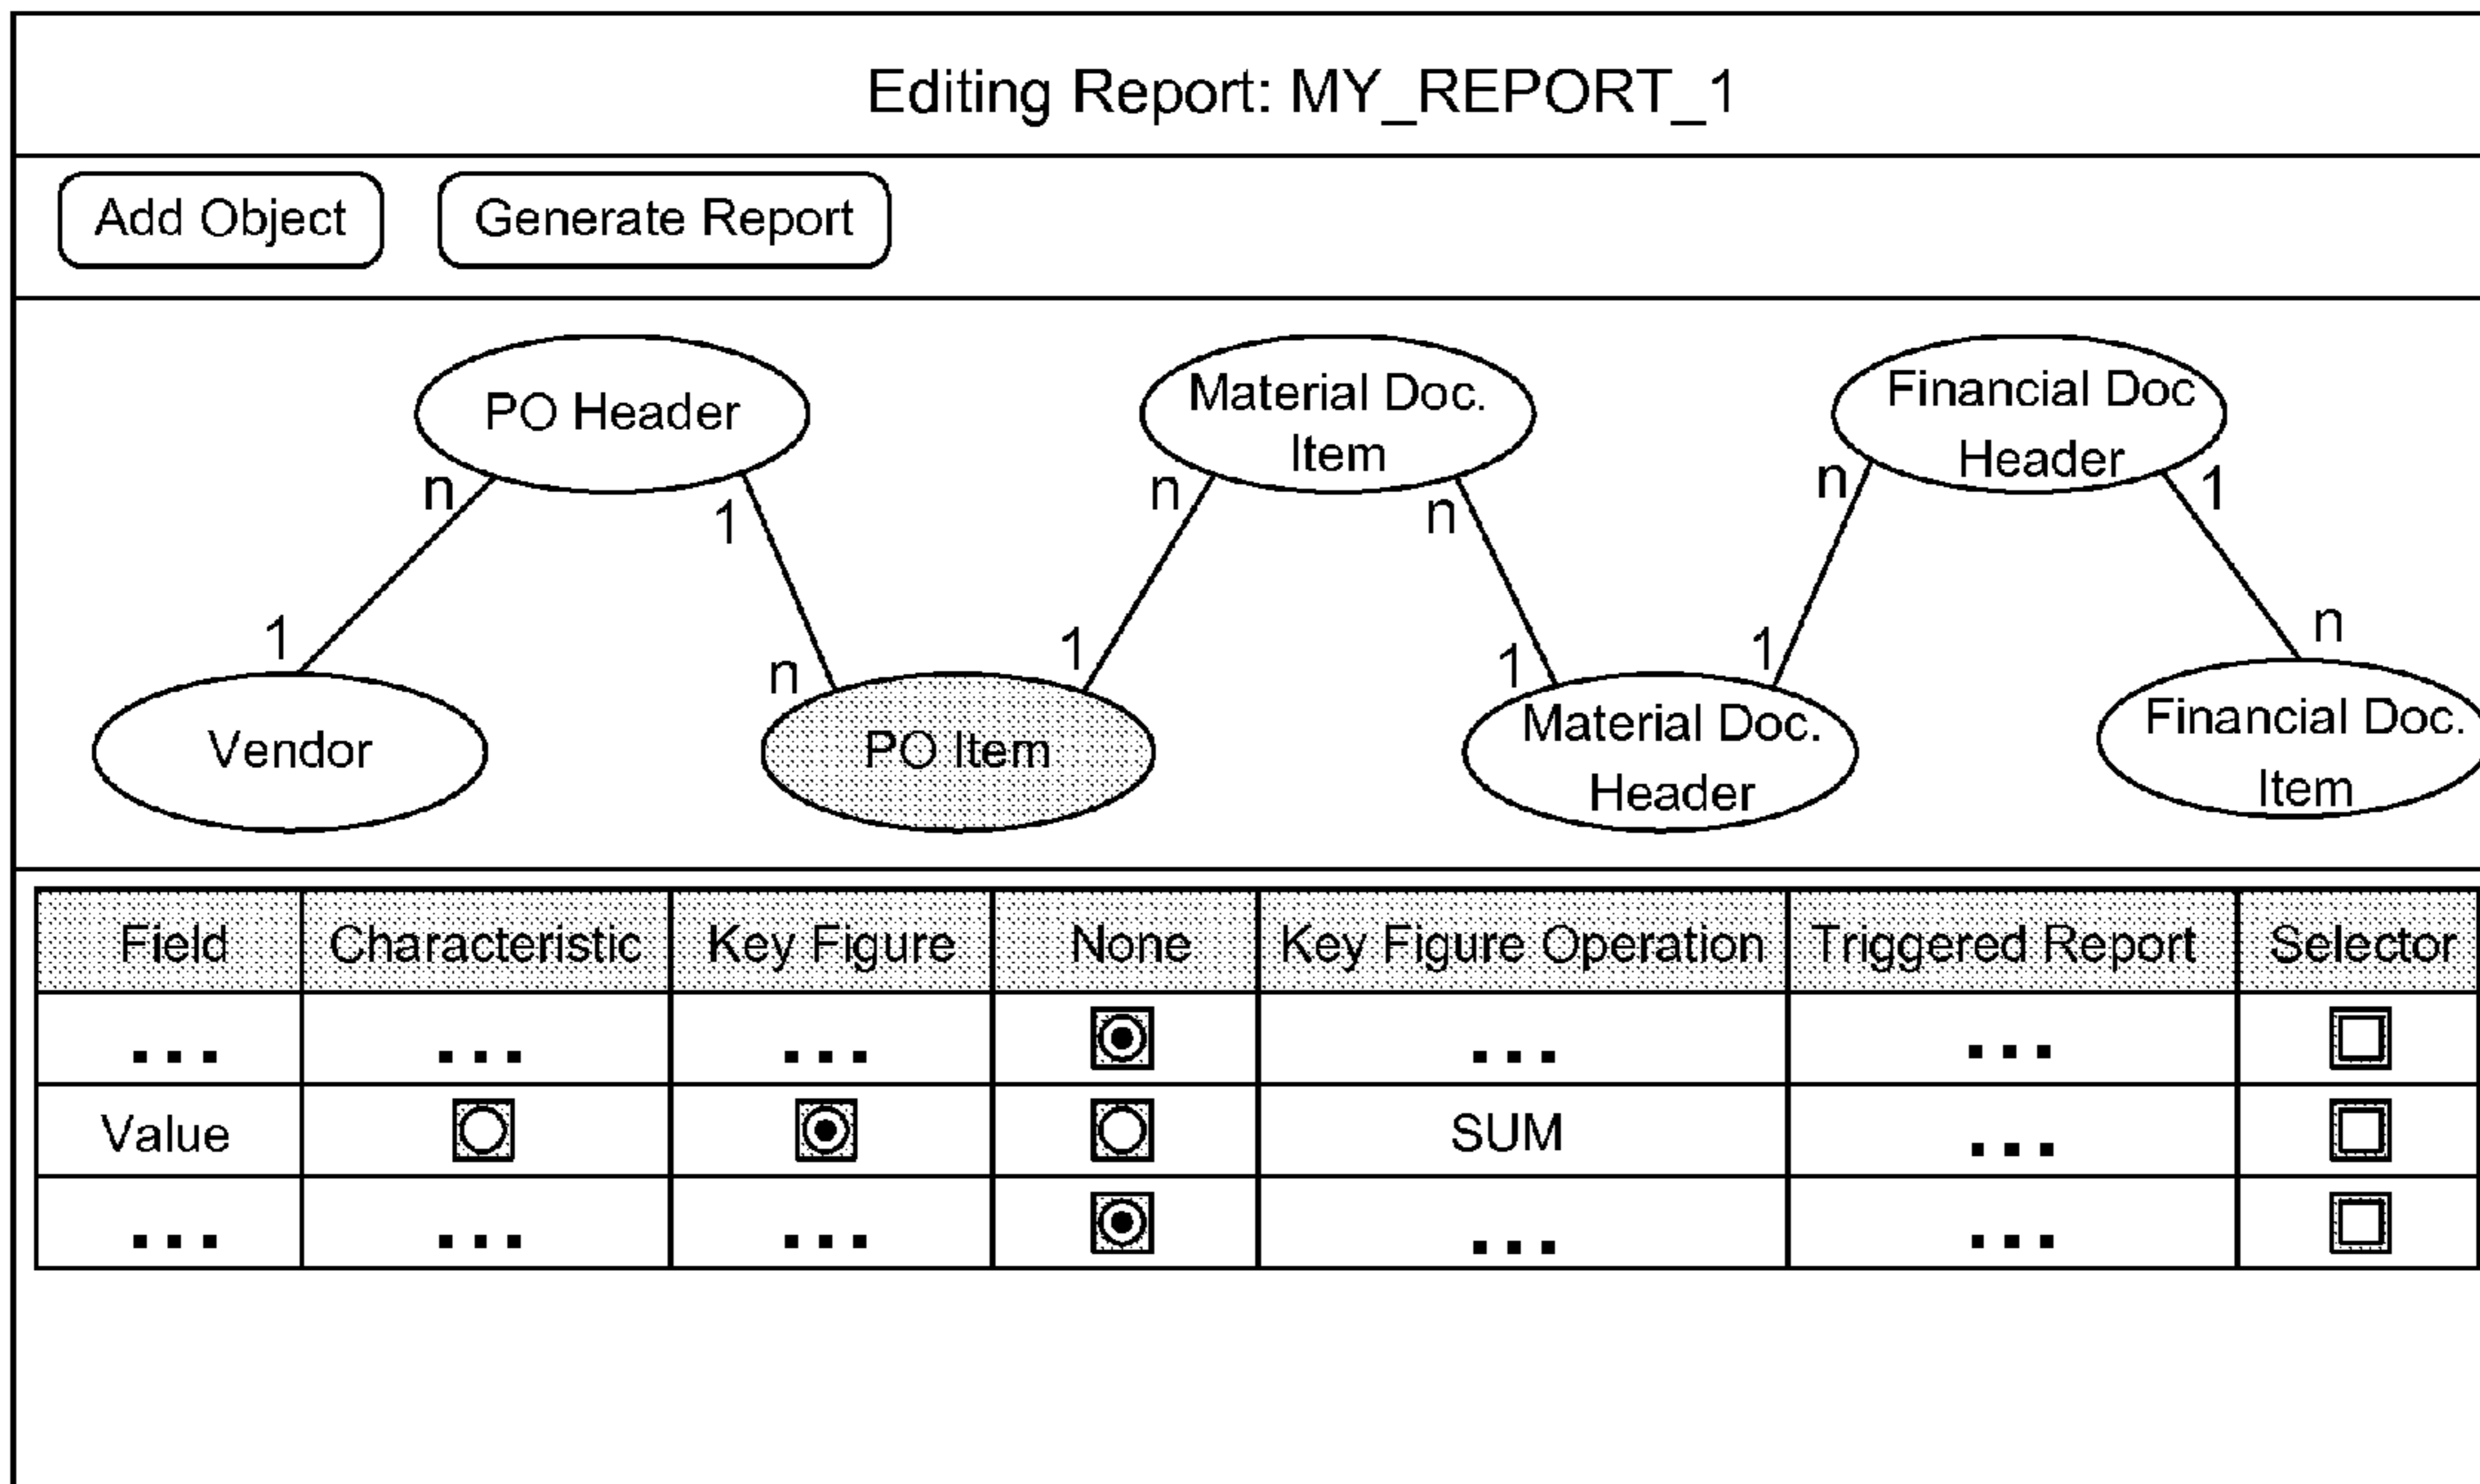 Editing Report: MY_REPORT_1
Add Object Generate Report
PO Header
Material Doc.
Item
Financial Doc
Header
n 1 n n n 1
1 n 1 1 1 n
Vendor
PO Item
Material Doc.
Header
Financial Doc.
Item
Field Characteristic Key Figure None Key Figure Operation Triggered Report Selector
... ... ... ... ...
Value SUM ...
... ... ... ... ...